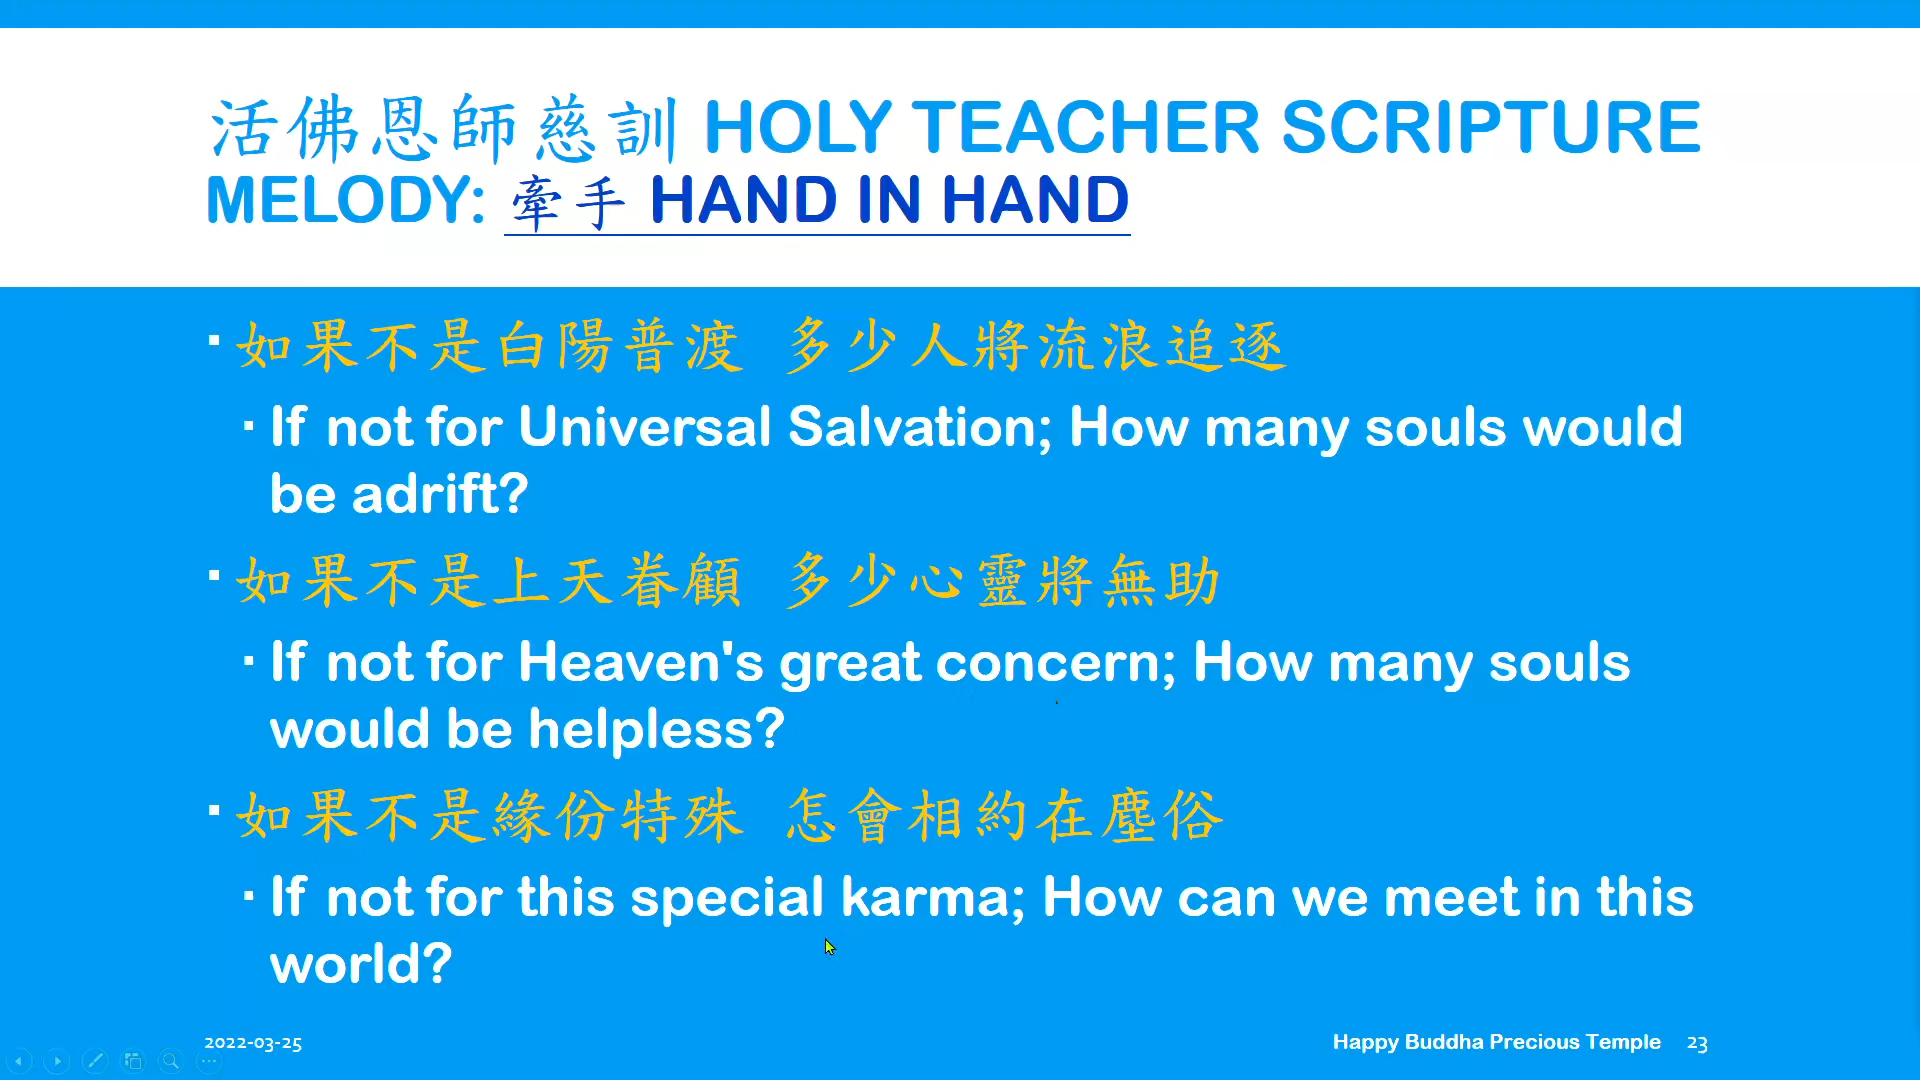 活佛恩師慈訓 HOLY TEACHER SCRIPTURE
MELODY: 牽手 HAND IN HAND
▪ 如果不是白陽普渡 多少人將流浪追逐
▪ If not for Universal Salvation; How many souls would
be adrift?
▪ 如果不是上天眷顧 多少心靈將無助
▪ If not for Heaven's great concern; How many souls
would be helpless?
▪ 如果不是緣份特殊 怎會相約在塵俗
▪ If not for this special karma; How can we meet in this
world?
2022-03-25
Happy Buddha Precious Temple 23